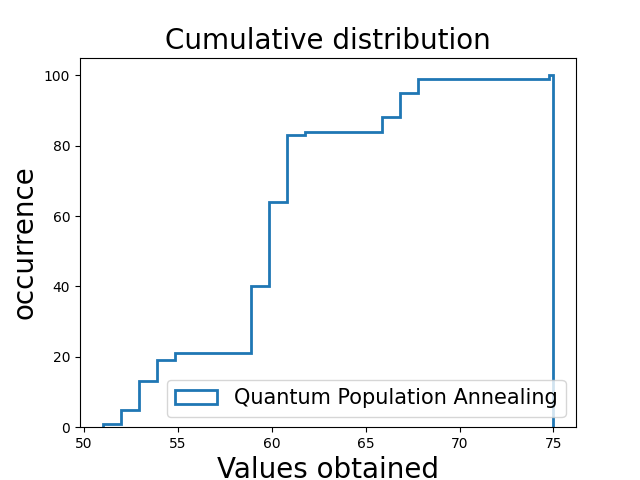 Cumulative distribution
occurrence
100
80
60
40
20
0
50 55 60 65 70 75
Values obtained
Quantum Population Annealing